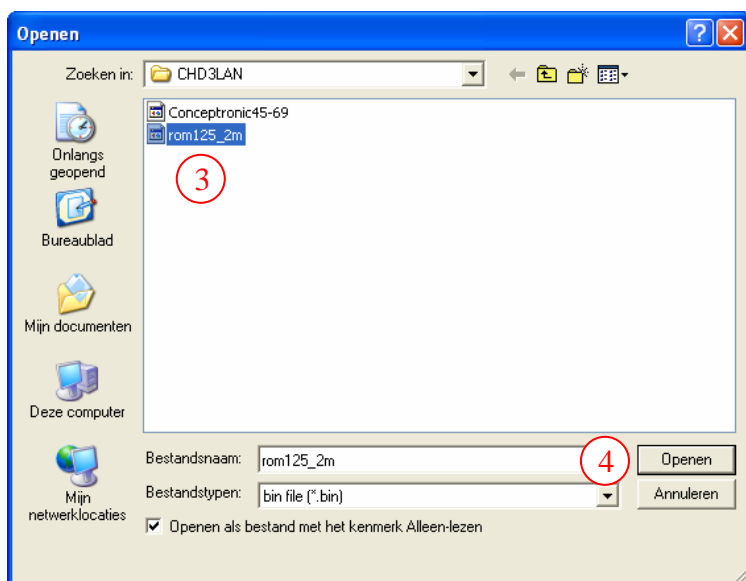 Openen
Zoeken in:
CHD3LAN
Conceptronic45-69
rom125_2m
3
Onlangs
geopend
Bureaublad
Mijn documenten
Deze computer
Mijn
netwerklocaties
Bestandsnaam:
rom125_2m
4
Openen
Bestandstypen:
bin file (*.bin)
Annuleren
Openen als bestand met het kenmerk Alleen-lezen